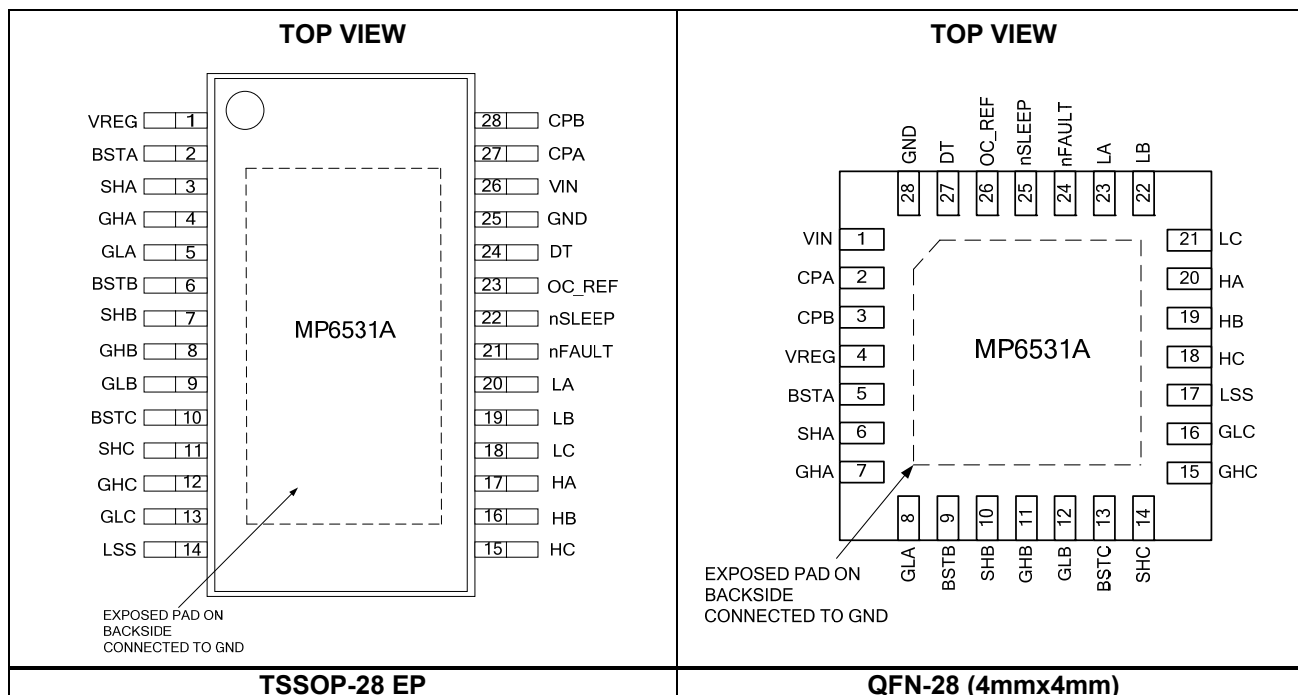 TOP VIEW
VREG 1
BSTA 2
SHA 3
GHA 4
GLA 5
BSTB 6
SHB 7
GHB 8
GLB 9
BSTC 10
SHC 11
GHC 12
GLC 13
LSS 14
28 CPB
27 CPA
26 VIN
25 GND
24 DT
23 OC_REF
22 nSLEEP
21 nFAULT
20 LA
19 LB
18 LC
17 HA
16 HB
15 HC
MP6531A
EXPOSED PAD ON
BACKSIDE
CONNECTED TO GND
TSSOP-28 EP
TOP VIEW
GND DT OC_REF nSLEEP nFAULT LA LB
28 27 26 25 24 23 22
VIN 1
CPA 2
CPB 3
VREG 4
BSTA 5
SHA 6
GHA 7
21 LC
20 HA
19 HB
18 HC
17 LSS
16 GLC
15 GHC
MP6531A
8 9 10 11 12 13 14
GLA BSTB SHB GHB GLB BSTC SHC
EXPOSED PAD ON
BACKSIDE
CONNECTED TO GND
QFN-28 (4mmx4mm)